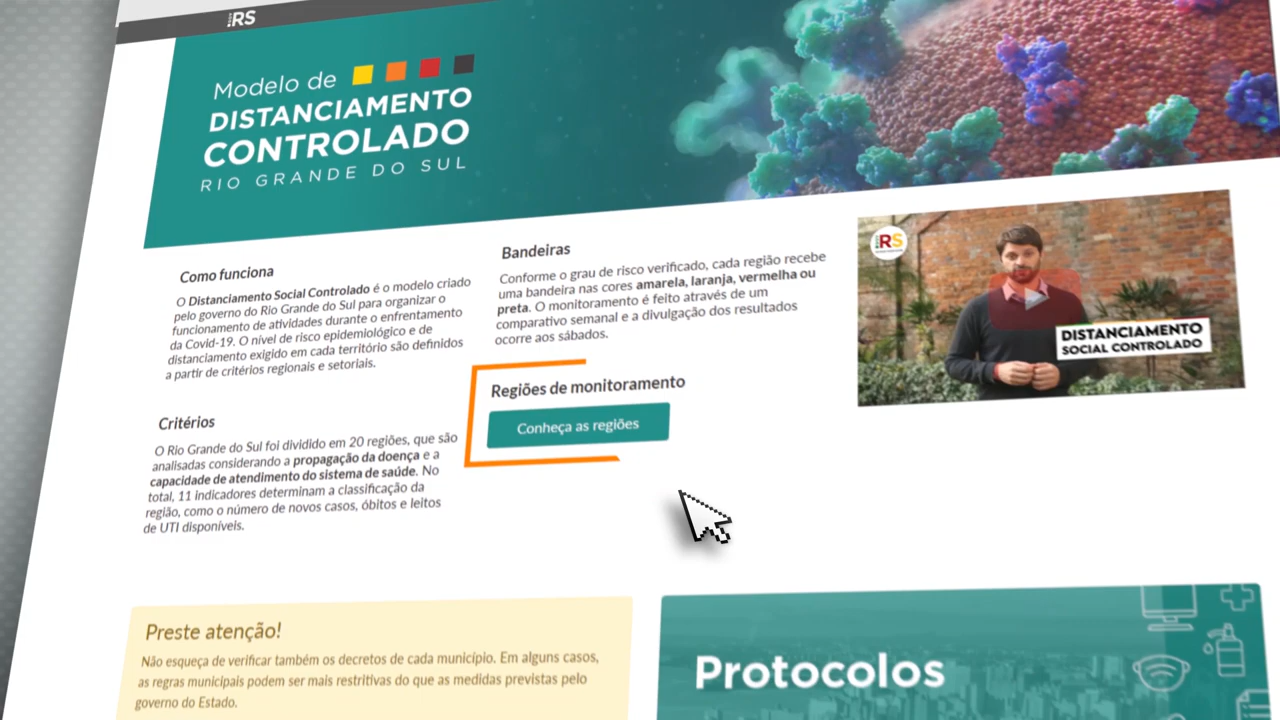 RS
Modelo de
DISTANCIAMENTO
CONTROLADO
RIO GRANDE DO SUL
Como funciona
O Distanciamento Social Controlado é o modelo criado
pelo governo do Rio Grande do Sul para organizar o
funcionamento de atividades durante o enfrentamento
da Covid-19. O nível de risco epidemiológico e de
distanciamento exigido em cada território são definidos
a partir de critérios regionais e setoriais.
Critérios
O Rio Grande do Sul foi dividido em 20 regiões, que são
analisadas considerando a propagação da doença e a
capacidade de atendimento do sistema de saúde. No
total, 11 indicadores determinam a classificação da
região, como o número de novos casos, óbitos e leitos
de UTI disponíveis.
Bandeiras
Conforme o grau de risco verificado, cada região recebe
uma bandeira nas cores amarela, laranja, vermelha ou
preta. O monitoramento é feito através de um
comparativo semanal e a divulgação dos resultados
ocorre aos sábados.
Regiões de monitoramento
Conheça as regiões
RS
DISTANCIAMENTO
SOCIAL CONTROLADO
Preste atenção!
Não esqueça de verificar também os decretos de cada município. Em alguns casos,
as regras municipais podem ser mais restritivas do que as medidas previstas pelo
governo do Estado.
Protocolos